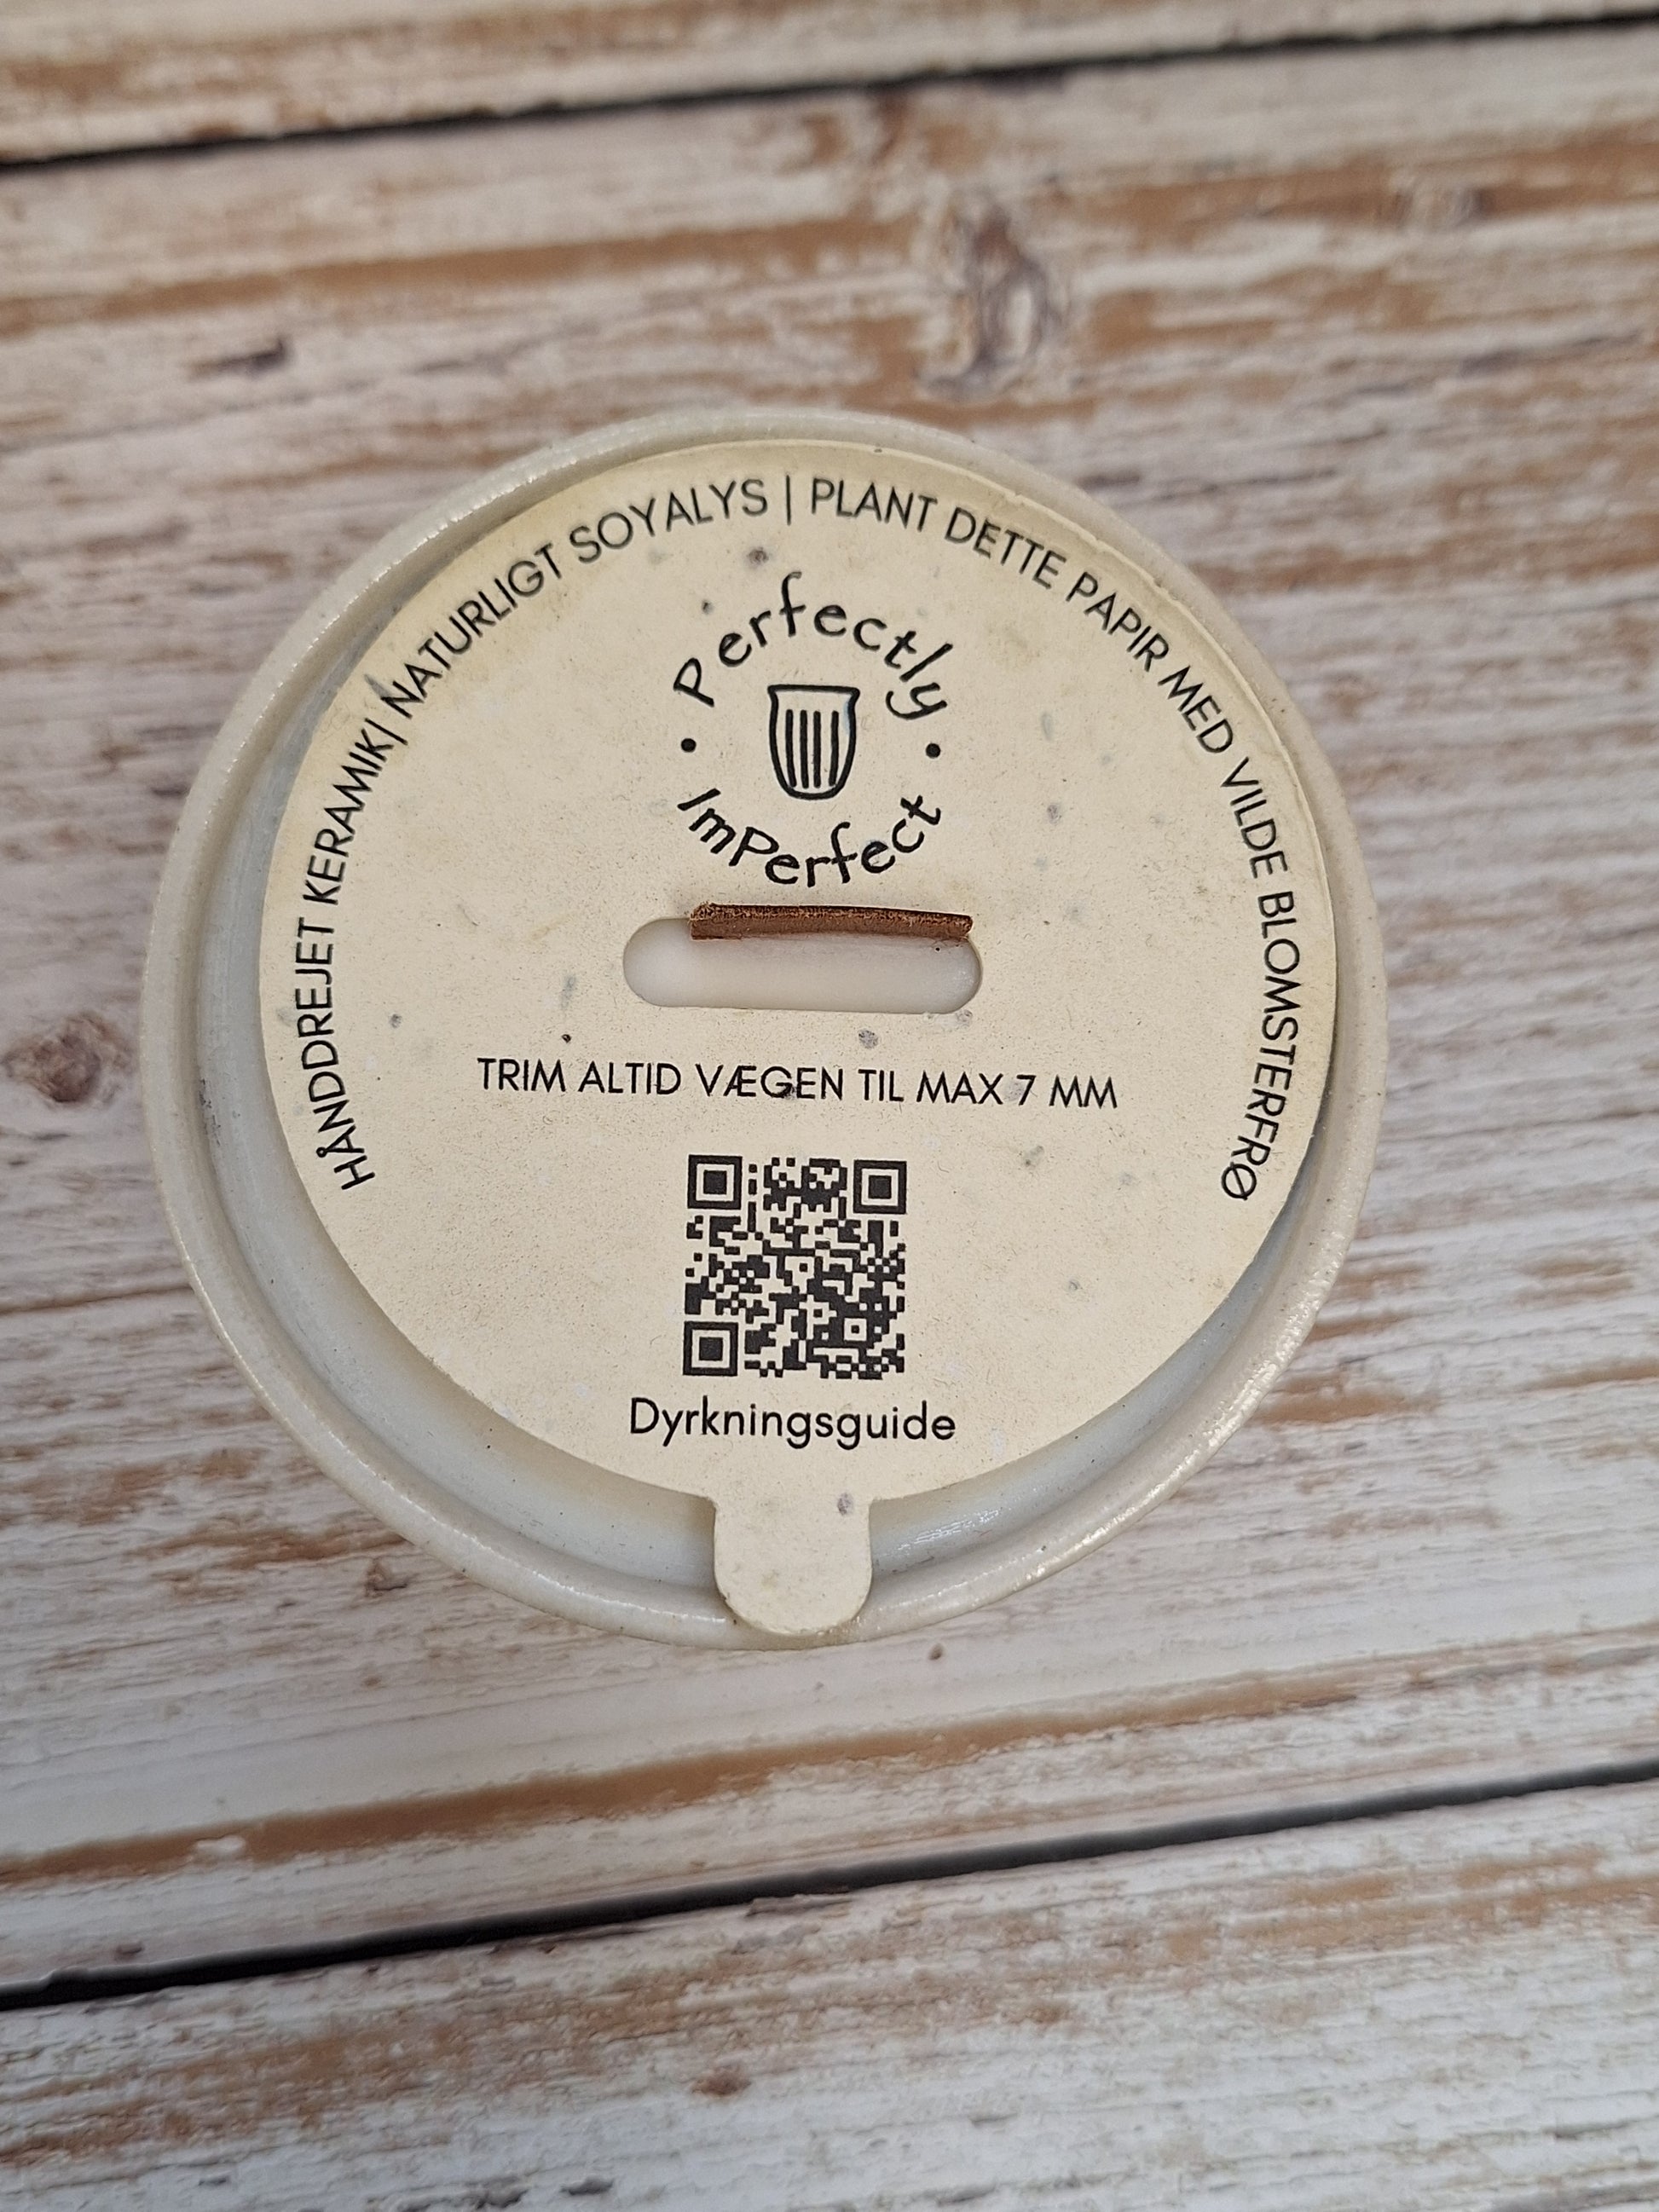 HÅNDDREJET KERAMIK| NATURLIGT SOYALYS | PLANT DETTE PAPIR MED VILDE BLOMSTERFRØ
Perfectly
ImPerfect
TRIM ALTID VÆGEN TIL MAX 7 MM
Dyrkningsguide